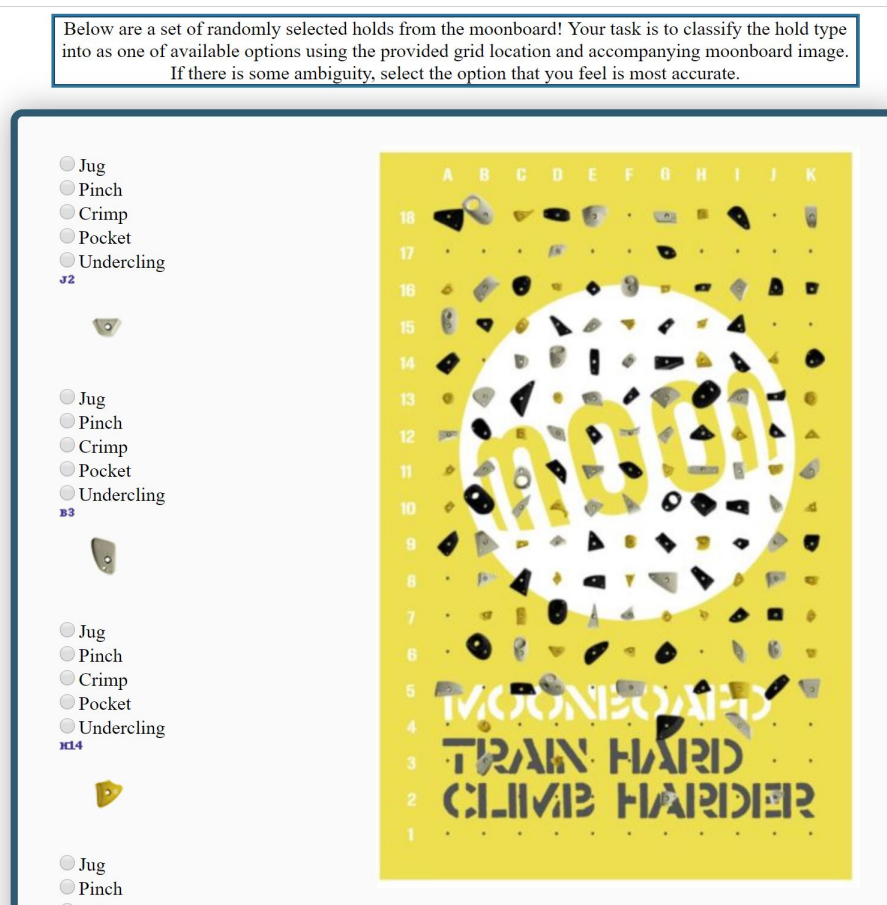 Below are a set of randomly selected holds from the moonboard! Your task is to classify the hold type
into as one of available options using the provided grid location and accompanying moonboard image.
If there is some ambiguity, select the option that you feel is most accurate.
Jug
Pinch
Crimp
Pocket
Undercling
J2
Jug
Pinch
Crimp
Pocket
Undercling
B3
Jug
Pinch
Crimp
Pocket
Undercling
H14
Jug
Pinch
A B C D E F G H I J K
18
17
16
15
14
13
12
11
10
9
8
7
6
5
4
3
2
1
moon
MOONBOARD
TRAIN HARD
CLIMB HARDER